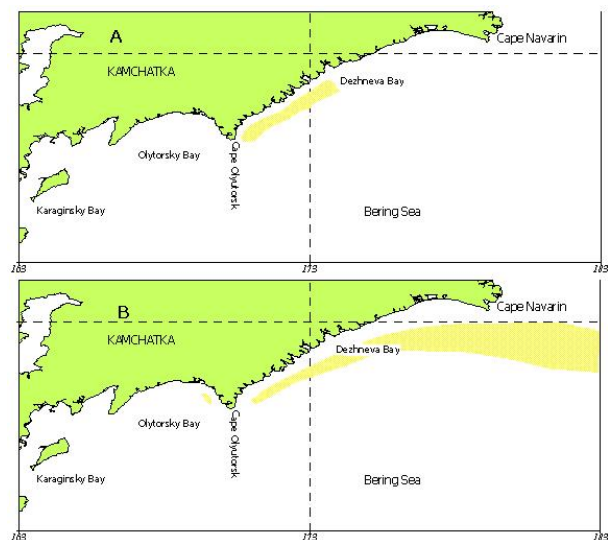 A
Cape Navarin
KAMCHATKA
Dezhneva Bay
Olytorsky Bay
Cape Olyutorsk
Karaginsky Bay
Bering Sea
163
173
183
B
Cape Navarin
KAMCHATKA
Dezhneva Bay
Olytorsky Bay
Cape Olyutorsk
Karaginsky Bay
Bering Sea
163
173
183